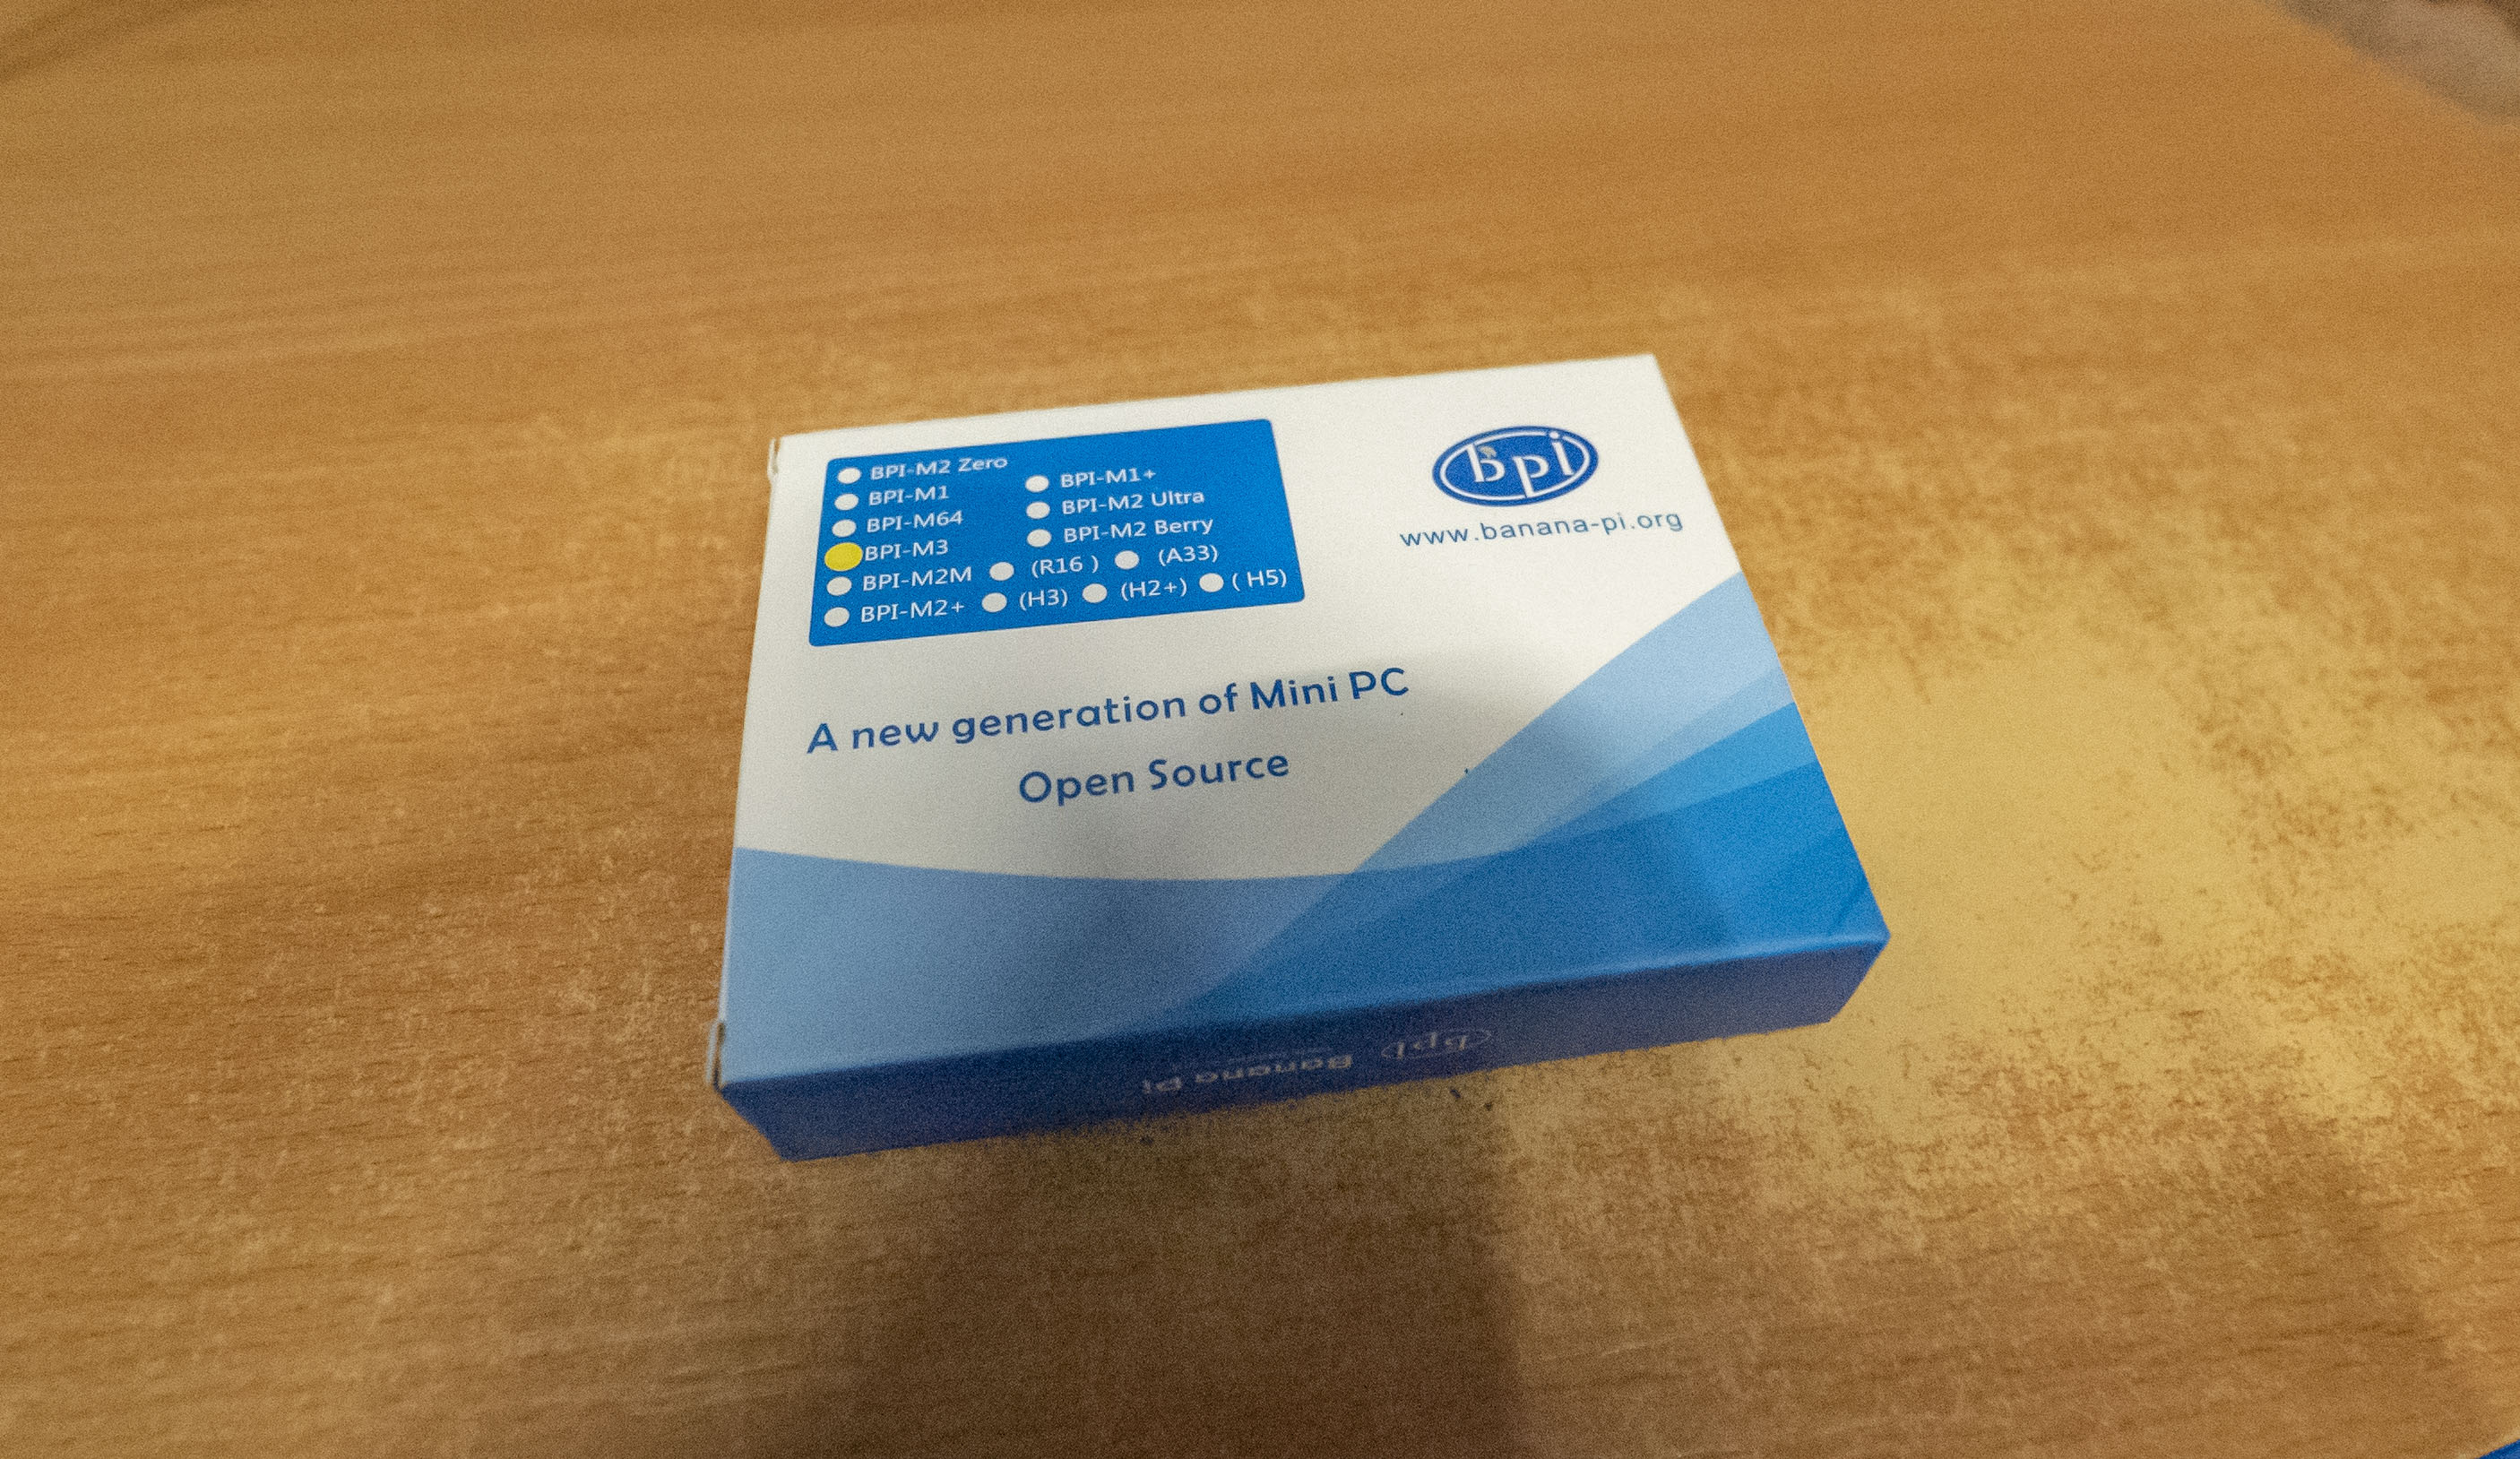 BPI-M2 Zero
BPI-M1
BPI-M64
BPI-M3
BPI-M1+
BPI-M2 Ultra
BPI-M2 Berry
BPI-M2M (R16 ) (A33)
BPI-M2+ (H3) (H2+) ( H5)
bpi
www.banana-pi.org
A new generation of Mini PC
Open Source
bpi Banana Pi